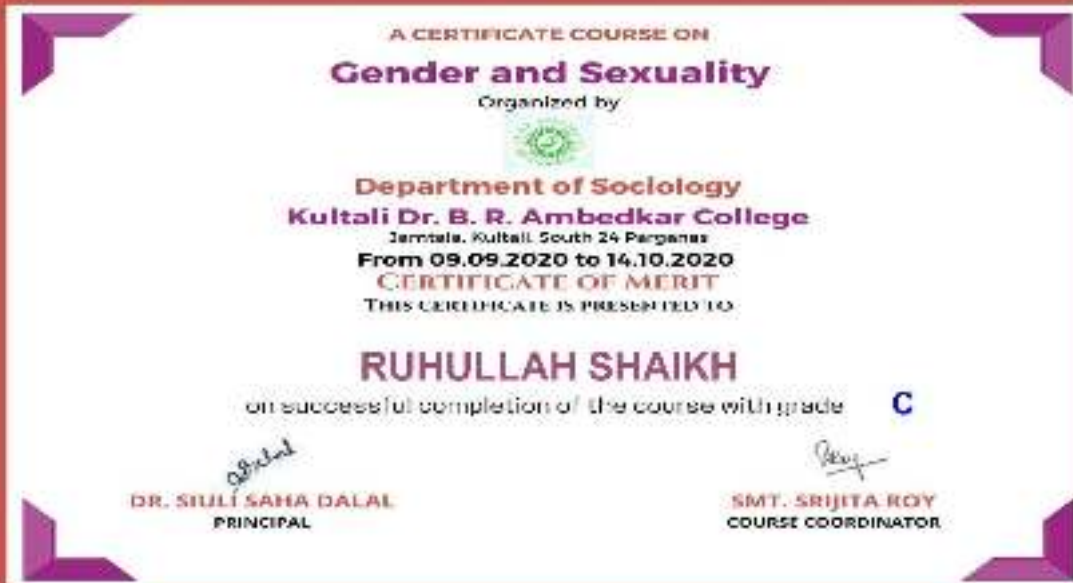 A CERTIFICATE COURSE ON
Gender and Sexuality
Organized by
Department of Sociology
Kultali Dr. B. R. Ambedkar College
Jamtala, Kultali, South 24 Parganas
From 09.09.2020 to 14.10.2020
CERTIFICATE OF MERIT
THIS CERTIFICATE IS PRESENTED TO
RUHULLAH SHAIKH
on successful completion of the course with grade C
DR. SIULI SAHA DALAL
PRINCIPAL
SMT. SRIJITA ROY
COURSE COORDINATOR